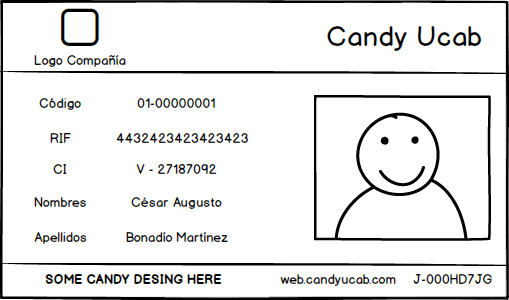 Candy Ucab
Logo Compañía
Código 01-00000001
RIF 4432423423423423
CI V - 27187092
Nombres César Augusto
Apellidos Bonadío Martínez
SOME CANDY DESING HERE web.candyucab.com J-000HD7JG